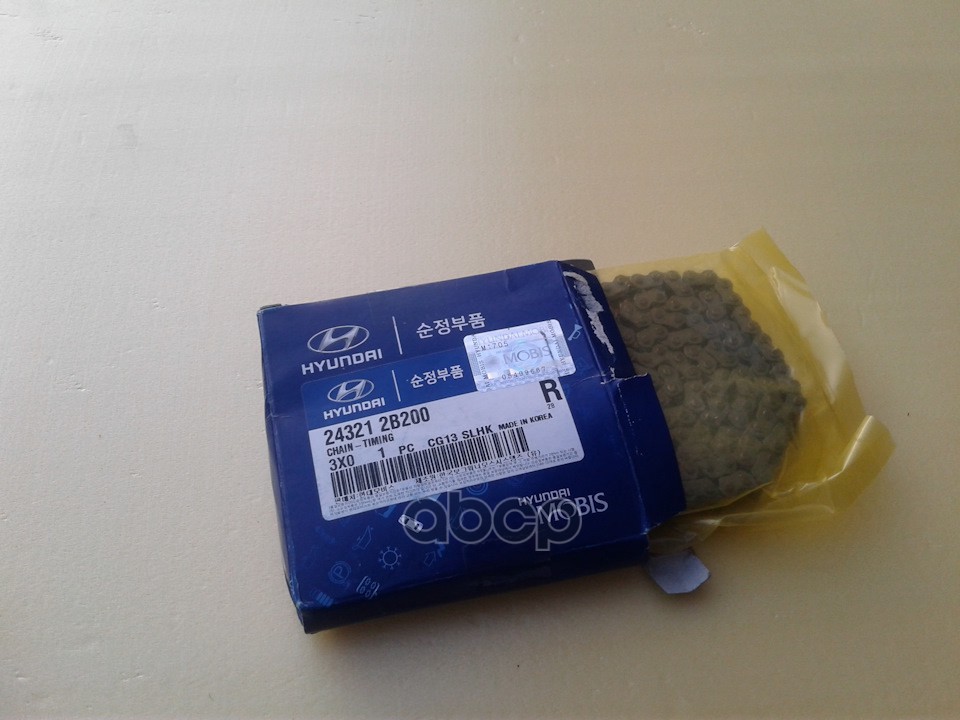 HYUNDAI
순정부품
HYUNDAI
순정부품
MOBIS
24321 2B200
CHAIN-TIMING
3X0 1 PC CG13 SLHK MADE IN KOREA
R
HYUNDAI
MOBIS
abcp